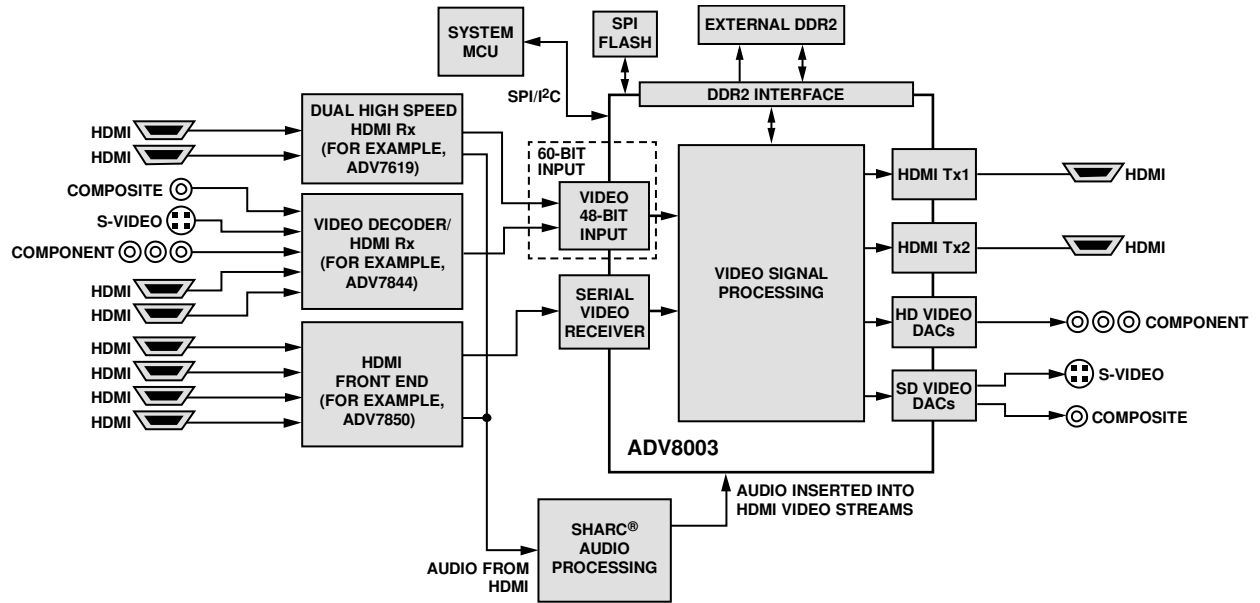 SYSTEM
MCU
SPI
FLASH
EXTERNAL DDR2
SPI/I²C
DDR2 INTERFACE
DUAL HIGH SPEED
HDMI Rx
(FOR EXAMPLE,
ADV7619)
HDMI
HDMI
COMPOSITE
S-VIDEO
COMPONENT
HDMI
HDMI
VIDEO DECODER/
HDMI Rx
(FOR EXAMPLE,
ADV7844)
HDMI
HDMI
HDMI
HDMI
HDMI
FRONT END
(FOR EXAMPLE,
ADV7850)
60-BIT
INPUT
VIDEO
48-BIT
INPUT
SERIAL
VIDEO
RECEIVER
VIDEO SIGNAL
PROCESSING
HDMI Tx1
HDMI
HDMI Tx2
HDMI
HD VIDEO
DACs
COMPONENT
SD VIDEO
DACs
S-VIDEO
COMPOSITE
ADV8003
AUDIO INSERTED INTO
HDMI VIDEO STREAMS
SHARC®
AUDIO
PROCESSING
AUDIO FROM
HDMI